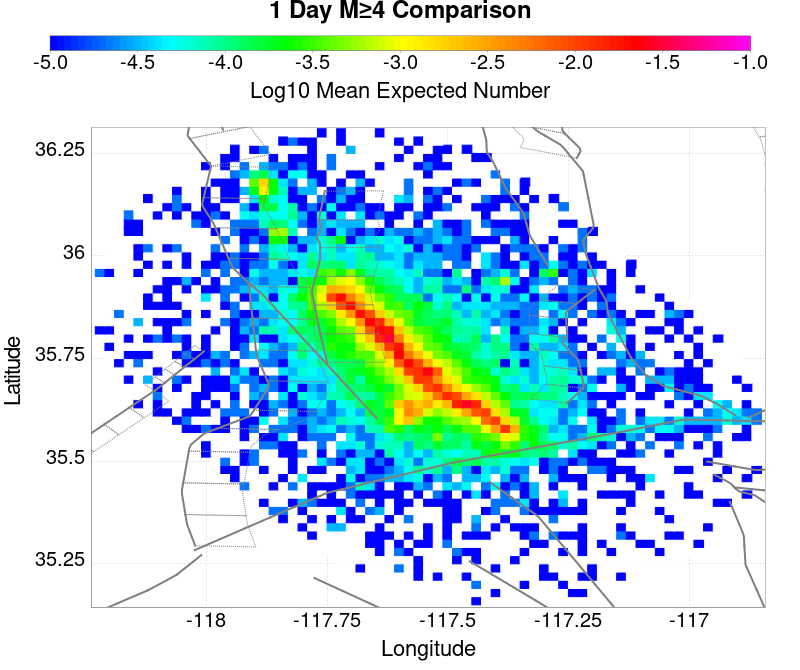 1 Day M≥4 Comparison
-5.0 -4.5 -4.0 -3.5 -3.0 -2.5 -2.0 -1.5 -1.0
Log10 Mean Expected Number
36.25
36
35.75
35.5
35.25
Latitude
-118 -117.75 -117.5 -117.25 -117
Longitude